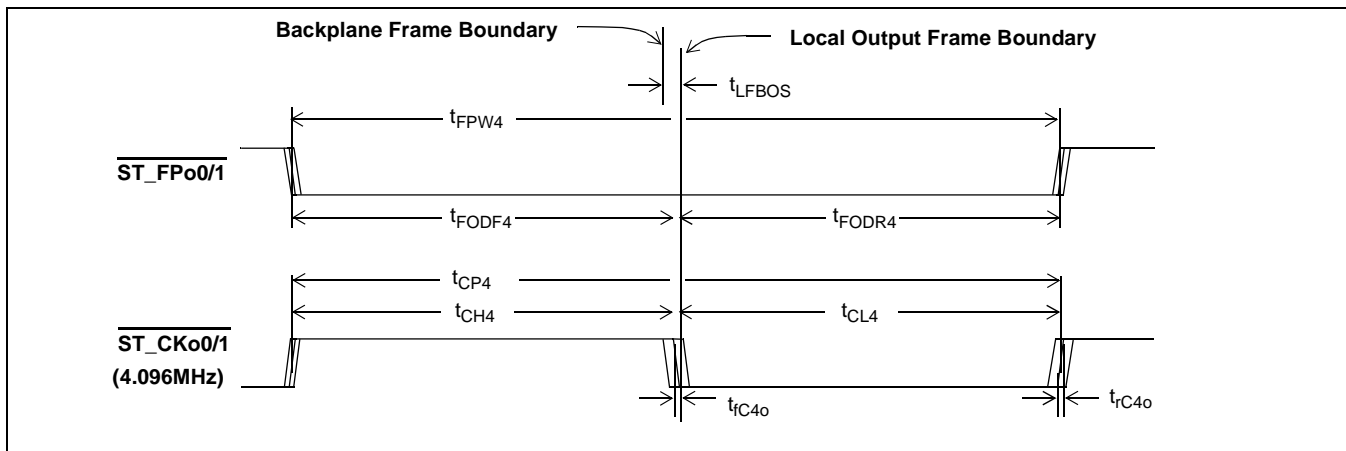 Backplane Frame Boundary
Local Output Frame Boundary
tLFBOS
tFPW4
ST_FPo0/1
tFODF4
tFODR4
tCP4
tCH4
tCL4
ST_CKo0/1
(4.096MHz)
tfC4o
trC4o